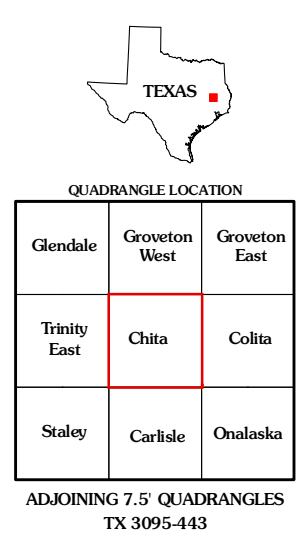 TEXAS
QUADRANGLE LOCATION
Glendale
Groveton
West
Groveton
East
Trinity
East
Chita
Colita
Staley
Carlisle
Onalaska
ADJOINING 7.5' QUADRANGLES
TX 3095-443